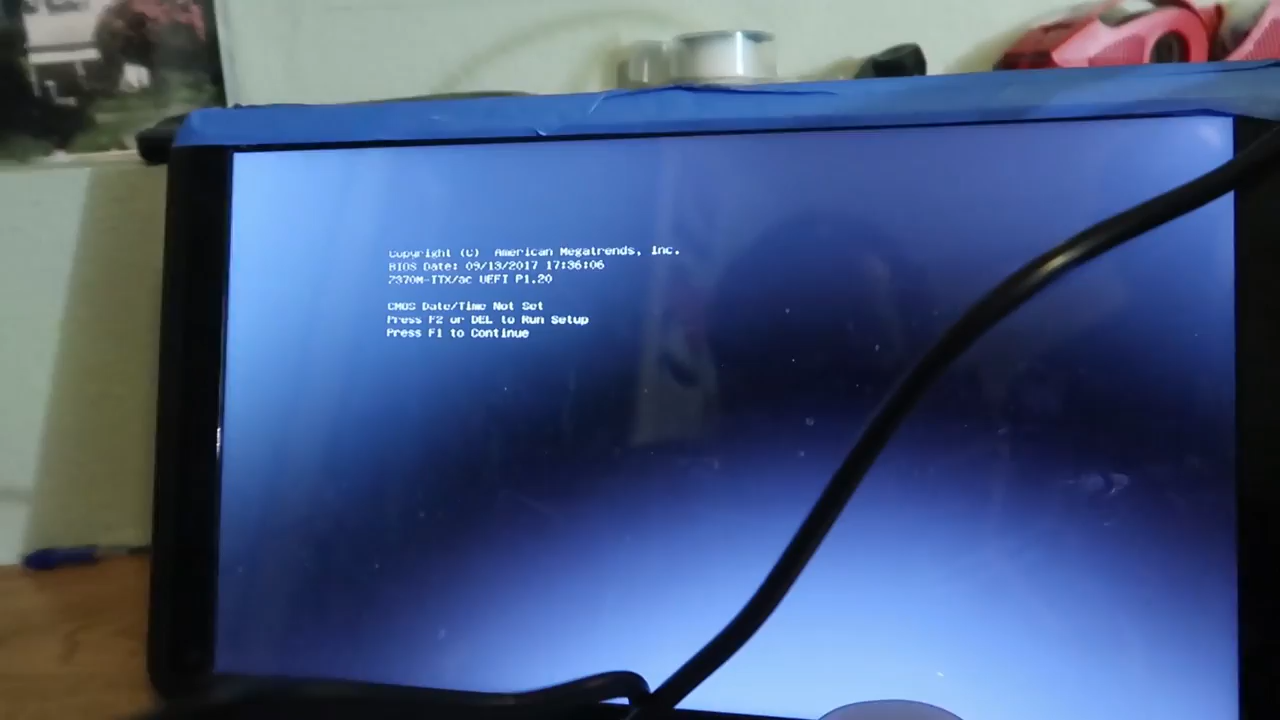 Copyright (C) American Megatrends, Inc.
BIOS Date: 09/13/2017 17:36:06
Z370M-ITX/ac UEFI P1.20
CMOS Date/Time Not Set
Press F2 or DEL to Run Setup
Press F1 to Continue